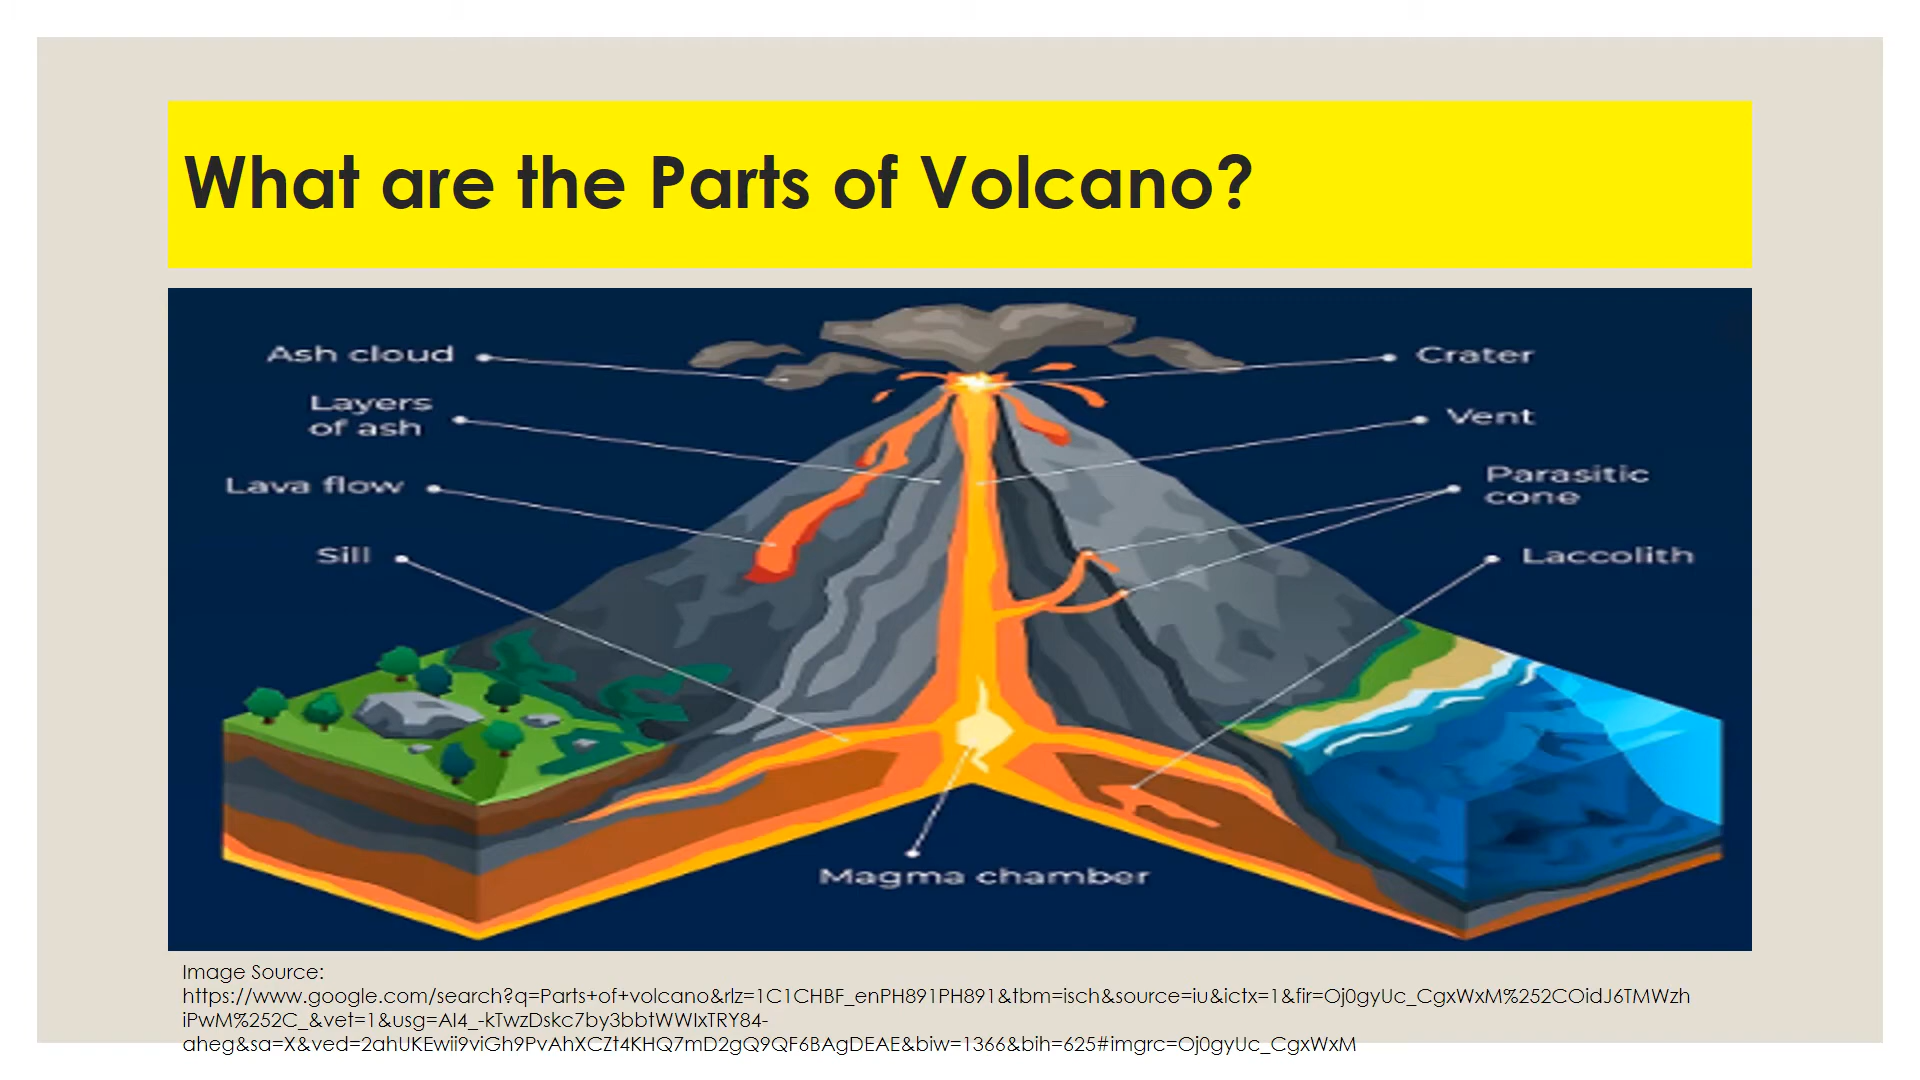 What are the Parts of Volcano?
Ash cloud
Layers
of ash
Lava flow
Sill
Crater
Vent
Parasitic
cone
Laccolith
Magma chamber
Image Source:
https://www.google.com/search?q=Parts+of+volcano&rlz=1C1CHBF_enPH891PH891&tbm=isch&source=iu&ictx=1&fir=Oj0gyUc_CgxWxM%252COidJ6TMWzh
iPwM%252C_&vet=1&usg=AI4_-kTwzDskc7by3bbtWWIxTRY84-
aheg&sa=X&ved=2ahUKEwii9viGh9PvAhXCZt4KHQ7mD2gQ9QF6BAgDEAE&biw=1366&bih=625#imgrc=Oj0gyUc_CgxWxM